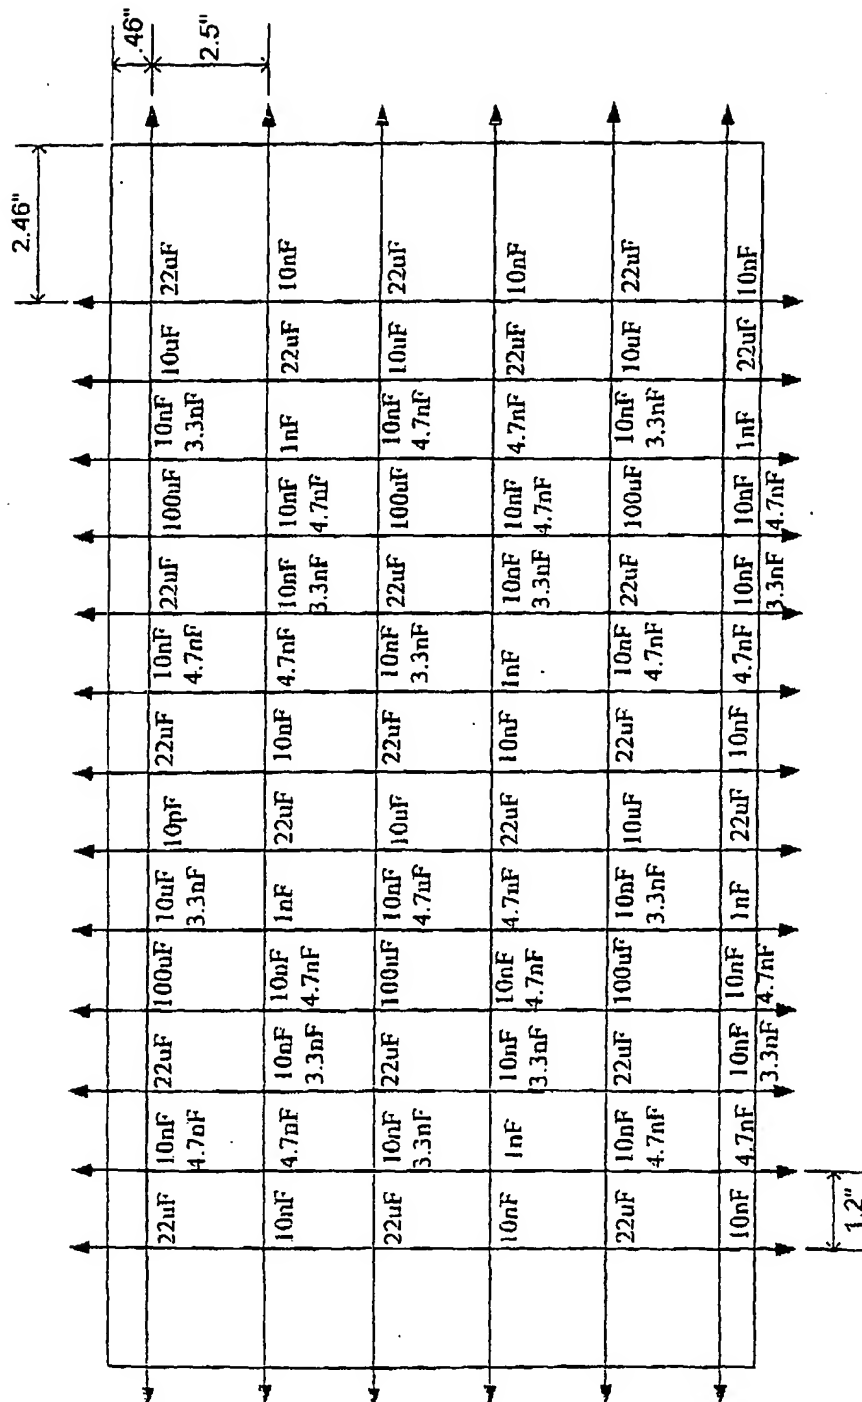 .46"
2.5"
2.46"
1.2"
22uF 10nF 22uF 10nF 100uF 10uF 10pF 22uF 10nF 22uF 100uF 10nF 10uF 22uF
4.7nF 3.3nF 4.7nF 3.3nF
10nF 4.7nF 10nF 10uF 1nF 22uF 10nF 4.7nF 10nF 10nF 1nF 22uF 10nF
3.3nF 4.7nF 3.3nF 4.7uF
22uF 10nF 22uF 100uF 10nF 10uF 22uF 10nF 22uF 100uF 10nF 10uF 22uF
3.3nF 4.7uF 3.3nF 4.7nF
10nF 1nF 10nF 10nF 4.7uF 22uF 10nF 1nF 10nF 10nF 4.7nF 22uF 10nF
3.3nF 4.7nF 3.3nF 4.7nF
22uF 10nF 22uF 100uF 10nF 10uF 22uF 10nF 22uF 100uF 10nF 10uF 22uF
4.7nF 3.3nF 4.7nF 3.3nF
10nF 4.7nF 10nF 10nF 1nF 22uF 10nF 4.7nF 10nF 10nF 1nF 22uF 10nF
3.3nF 4.7nF 3.3nF 4.7nF